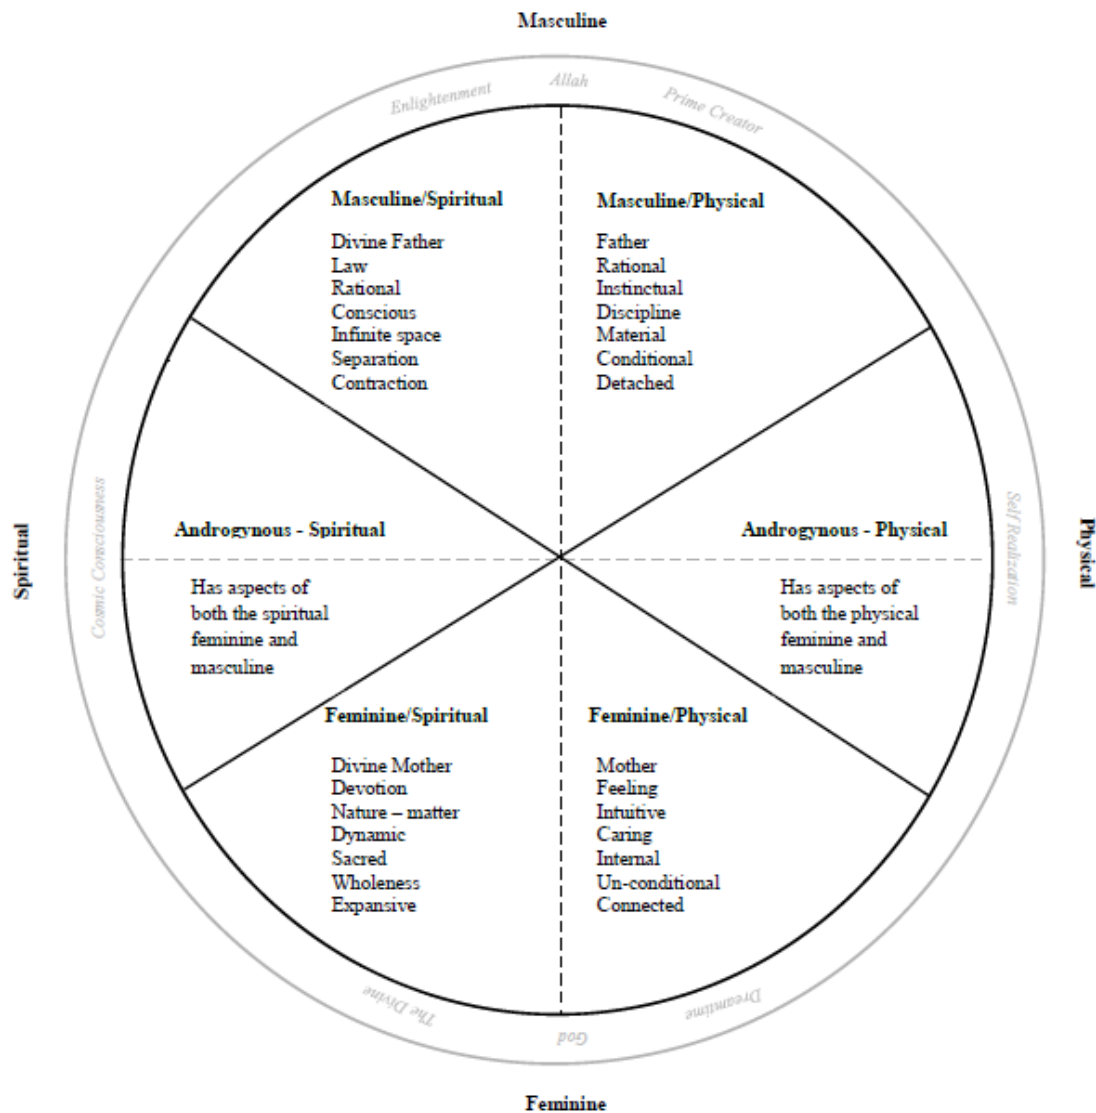 Masculine
Enlightenment
Allah
Prime Creator
Masculine/Spiritual
Divine Father
Law
Rational
Conscious
Infinite space
Separation
Contraction
Masculine/Physical
Father
Rational
Instinctual
Discipline
Material
Conditional
Detached
Spiritual
Cosmic Consciousness
Androgynous - Spiritual
Has aspects of
both the spiritual
feminine and
masculine
Androgynous - Physical
Has aspects of
both the physical
feminine and
masculine
Self Realization
Physical
Feminine/Spiritual
Divine Mother
Devotion
Nature – matter
Dynamic
Sacred
Wholeness
Expansive
Feminine/Physical
Mother
Feeling
Intuitive
Caring
Internal
Un-conditional
Connected
The Divine
God
Dreamtime
Feminine